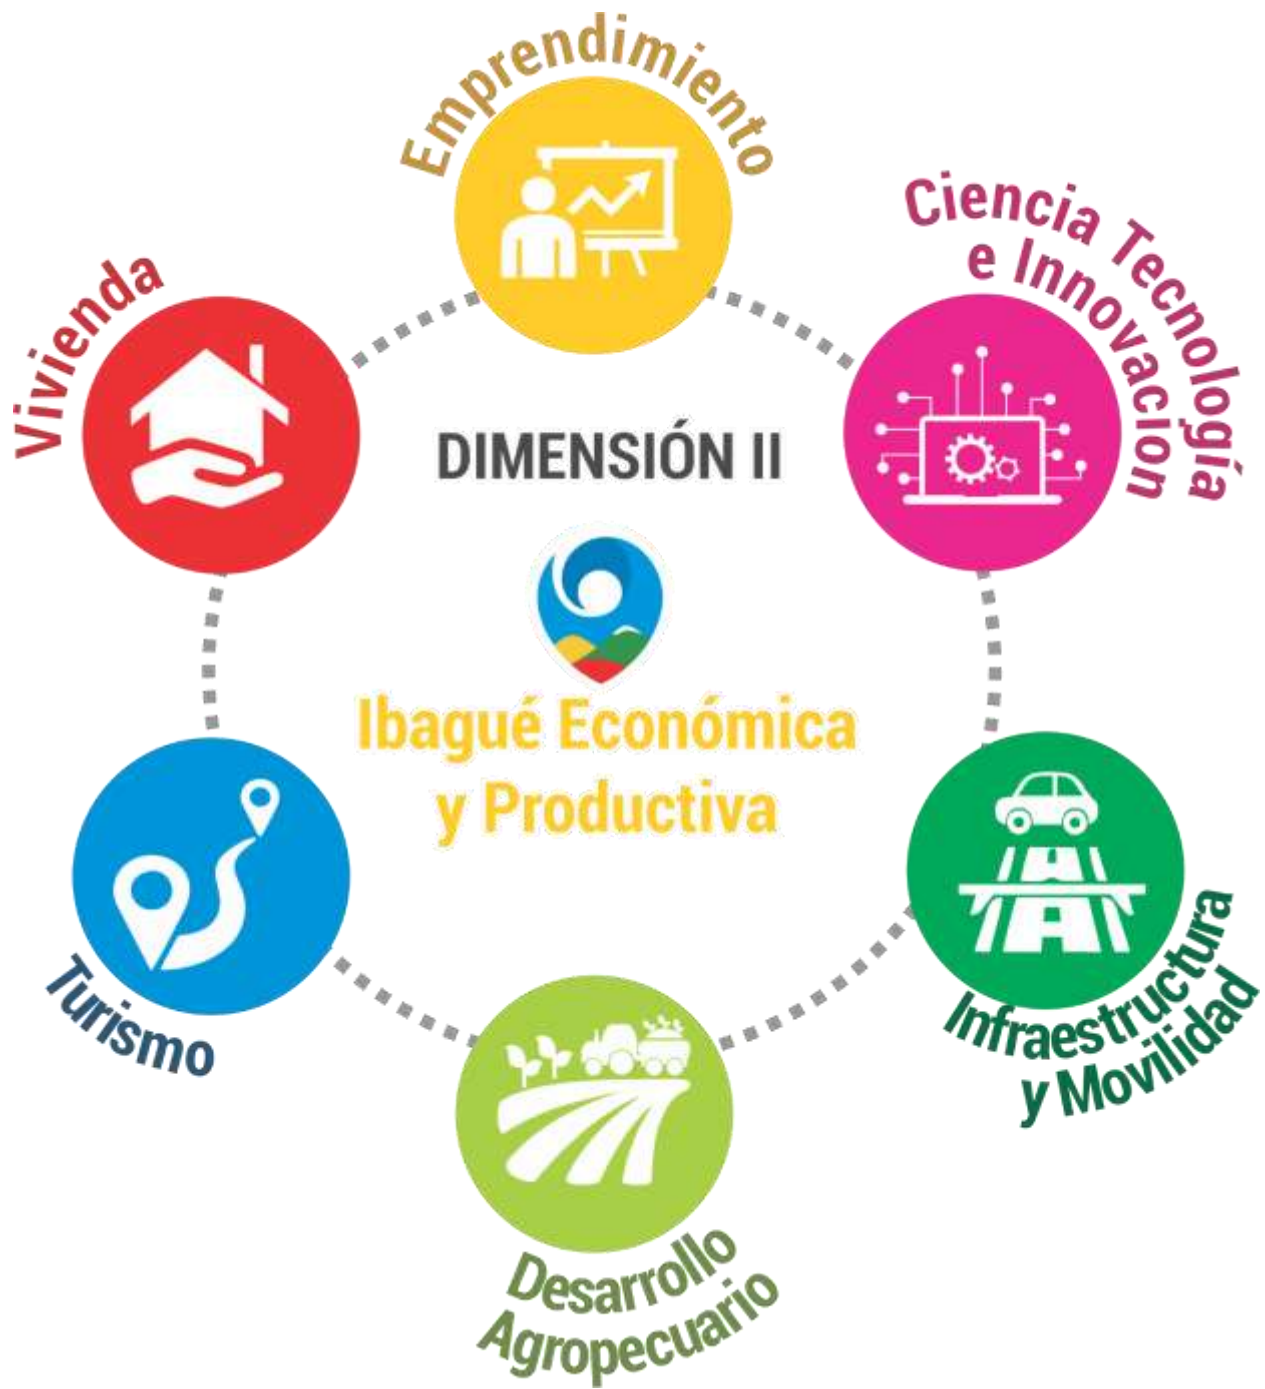 Emprendimiento
Ciencia Tecnología
e Innovacion
Vivienda
DIMENSIÓN II
Ibagué Económica
y Productiva
Turismo
Infraestructura
y Movilidad
Desarrollo
Agropecuario